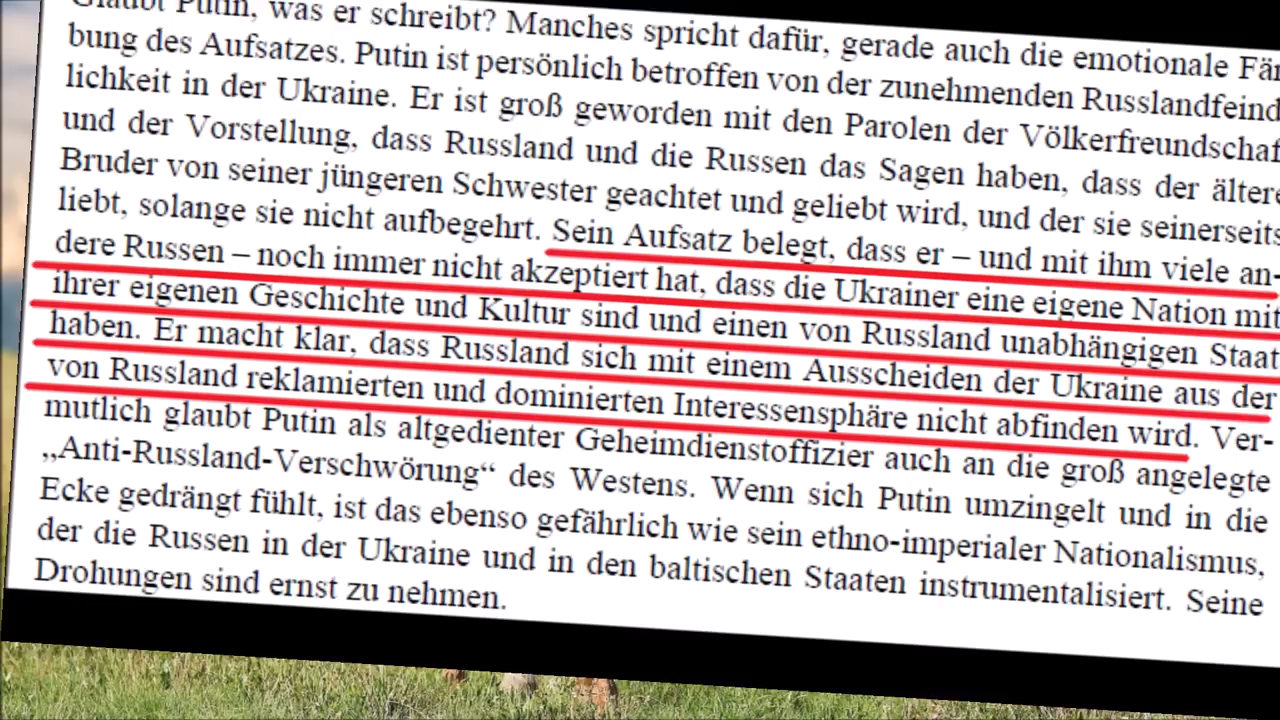 Glaubt Putin, was er schreibt? Manches spricht dafür, gerade auch die emotionale Fär
bung des Aufsatzes. Putin ist persönlich betroffen von der zunehmenden Russlandfeind
lichkeit in der Ukraine. Er ist groß geworden mit den Parolen der Völkerfreundschaf
und der Vorstellung, dass Russland und die Russen das Sagen haben, dass der ältere
Bruder von seiner jüngeren Schwester geachtet und geliebt wird, und der sie seinerseits
liebt, solange sie nicht aufbegehrt. Sein Aufsatz belegt, dass er – und mit ihm viele an-
dere Russen – noch immer nicht akzeptiert hat, dass die Ukrainer eine eigene Nation mit
ihrer eigenen Geschichte und Kultur sind und einen von Russland unabhängigen Staat
haben. Er macht klar, dass Russland sich mit einem Ausscheiden der Ukraine aus der
von Russland reklamierten und dominierten Interessensphäre nicht abfinden wird. Ver-
mutlich glaubt Putin als altgedienter Geheimdienstoffizier auch an die groß angelegte
„Anti-Russland-Verschwörung“ des Westens. Wenn sich Putin umzingelt und in die
Ecke gedrängt fühlt, ist das ebenso gefährlich wie sein ethno-imperialer Nationalismus,
der die Russen in der Ukraine und in den baltischen Staaten instrumentalisiert. Seine
Drohungen sind ernst zu nehmen.